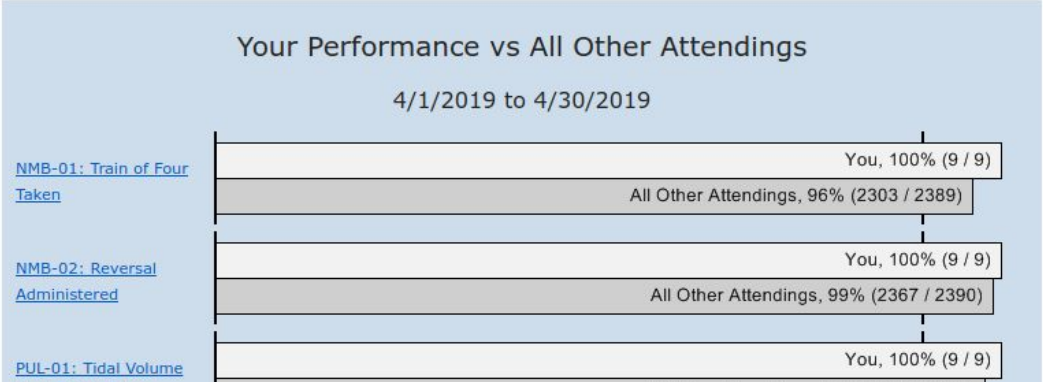 Your Performance vs All Other Attendings
4/1/2019 to 4/30/2019
NMB-01: Train of Four
Taken
You, 100% (9 / 9)
All Other Attendings, 96% (2303 / 2389)
NMB-02: Reversal
Administered
You, 100% (9 / 9)
All Other Attendings, 99% (2367 / 2390)
PUL-01: Tidal Volume
You, 100% (9 / 9)